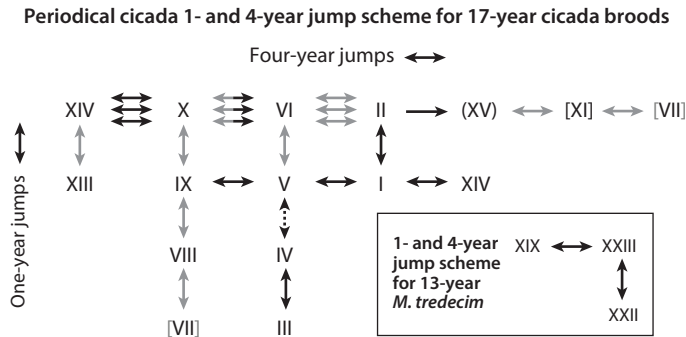 Periodical cicada 1- and 4-year jump scheme for 17-year cicada broods
Four-year jumps
XIV X VI II (XV) [XI] [VII]
One-year jumps
XIII IX V I XIV
VIII IV
[VII] III
1- and 4-year
jump scheme
for 13-year
M. tredecim
XIX XXIII
XXII